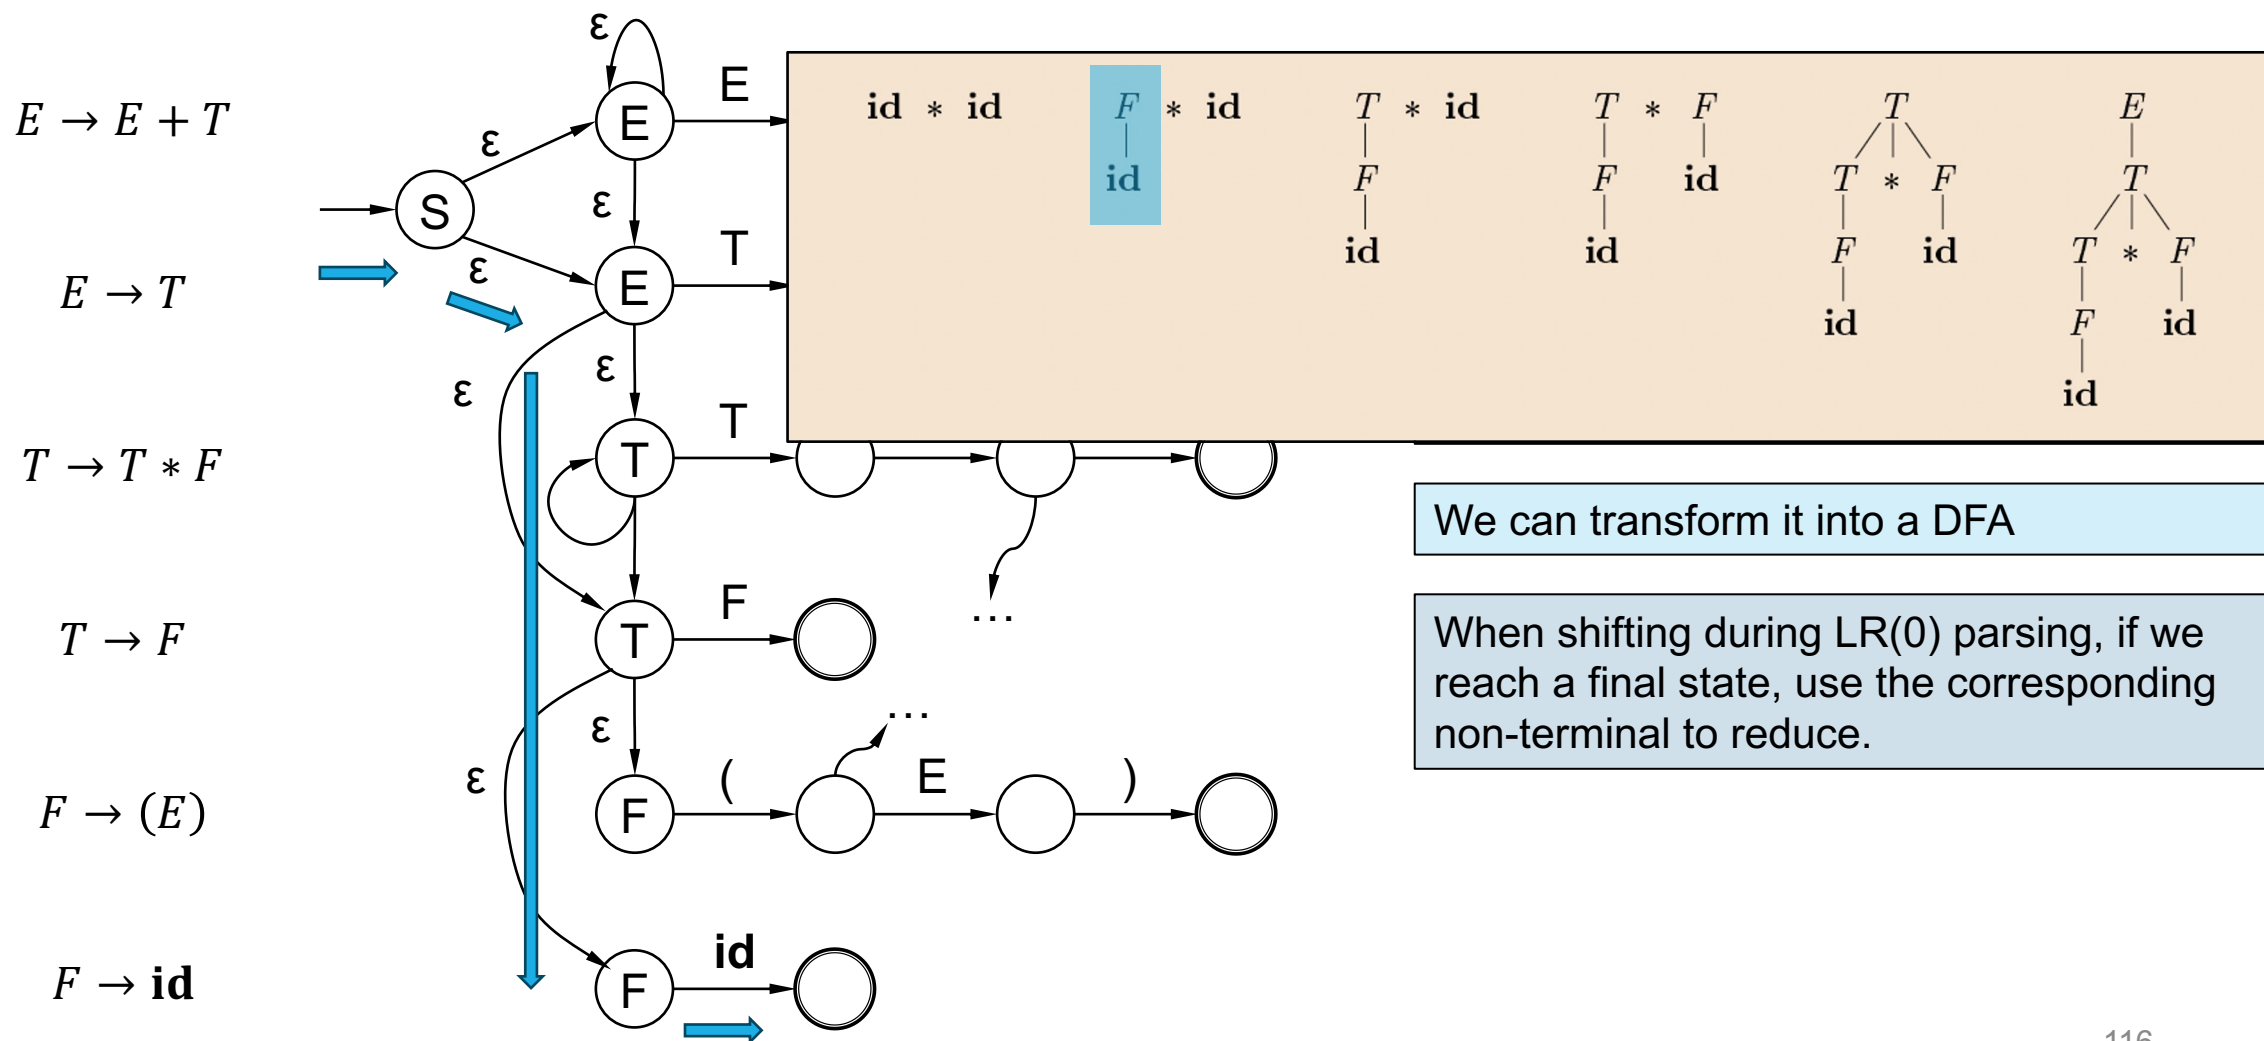 ε
E → E + T
E
E
ε
S
ε
ε
E → T
E
T
ε
ε
T → T * F
T
T
…
T → F
T
F
ε
ε
…
F → (E)
F
(
E
)
F → id
F
id
id * id
F * id
id
T * id
F
id
T * F
F id
id
T
T * F
F id
id
E
T
T * F
F id
id
We can transform it into a DFA
When shifting during LR(0) parsing, if we
reach a final state, use the corresponding
non-terminal to reduce.
116